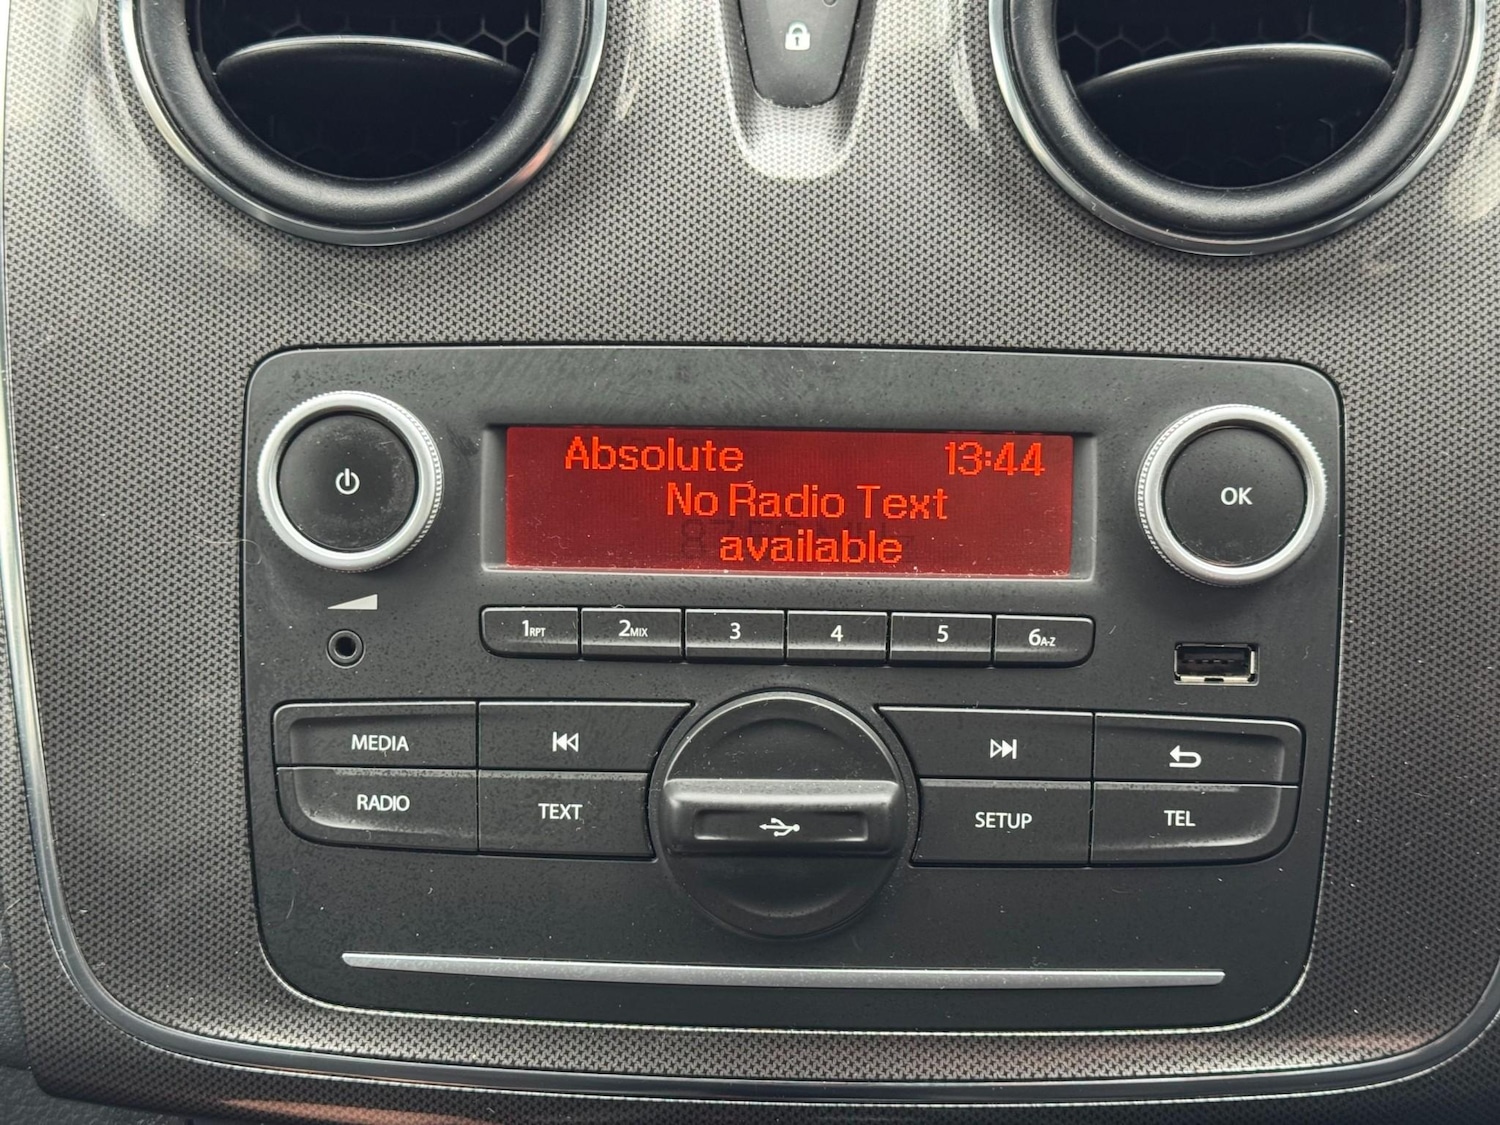 Absolute 13:44
No Radio Text
available
OK
1RPT 2MIX 3 4 5 6A-Z
MEDIA
RADIO TEXT SETUP TEL